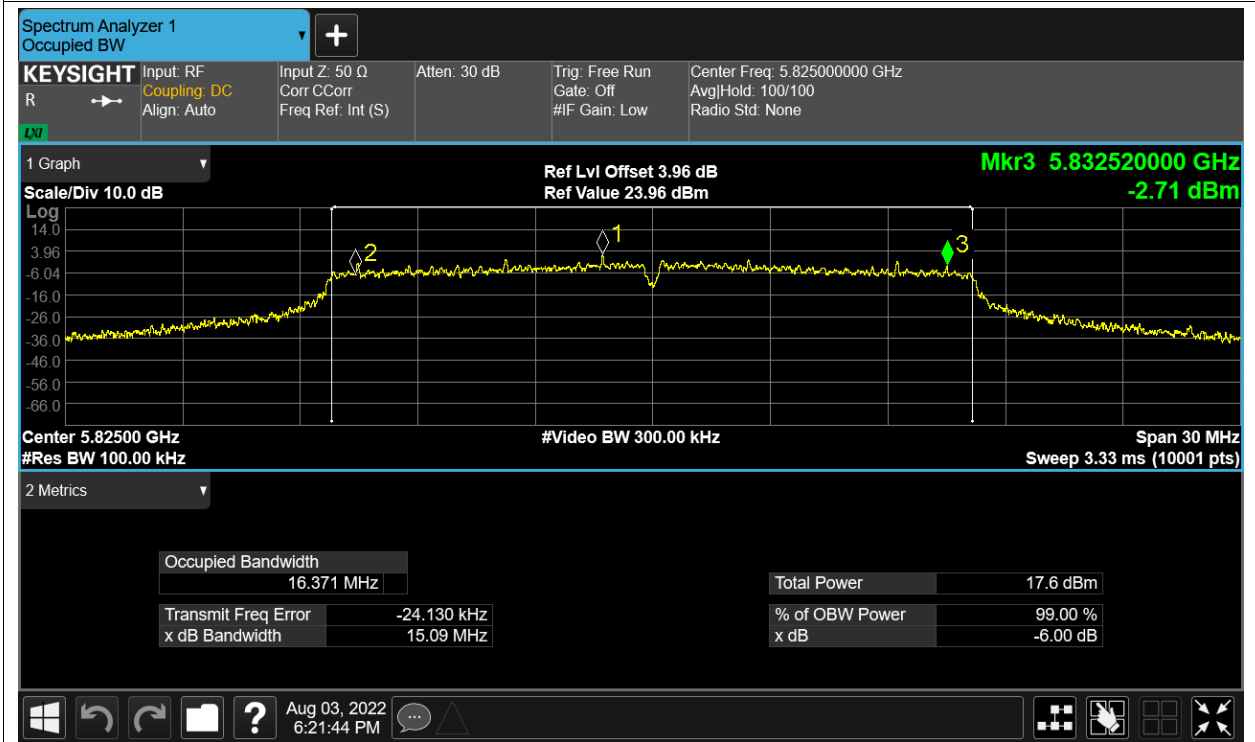 Spectrum Analyzer 1
Occupied BW
KEYSIGHT
R
LXI
Input: RF
Coupling: DC
Align: Auto
Input Z: 50 Ω
Corr CCorr
Freq Ref: Int (S)
Atten: 30 dB
Trig: Free Run
Gate: Off
#IF Gain: Low
Center Freq: 5.825000000 GHz
Avg|Hold: 100/100
Radio Std: None
1 Graph
Scale/Div 10.0 dB
Ref Lvl Offset 3.96 dB
Ref Value 23.96 dBm
Mkr3 5.832520000 GHz
-2.71 dBm
Log
14.0
3.96
-6.04
-16.0
-26.0
-36.0
-46.0
-56.0
-66.0
1
2
3
Center 5.82500 GHz
#Res BW 100.00 kHz
#Video BW 300.00 kHz
Span 30 MHz
Sweep 3.33 ms (10001 pts)
2 Metrics
Occupied Bandwidth
16.371 MHz
Transmit Freq Error -24.130 kHz
x dB Bandwidth 15.09 MHz
Total Power 17.6 dBm
% of OBW Power 99.00 %
x dB -6.00 dB
?
Aug 03, 2022
6:21:44 PM